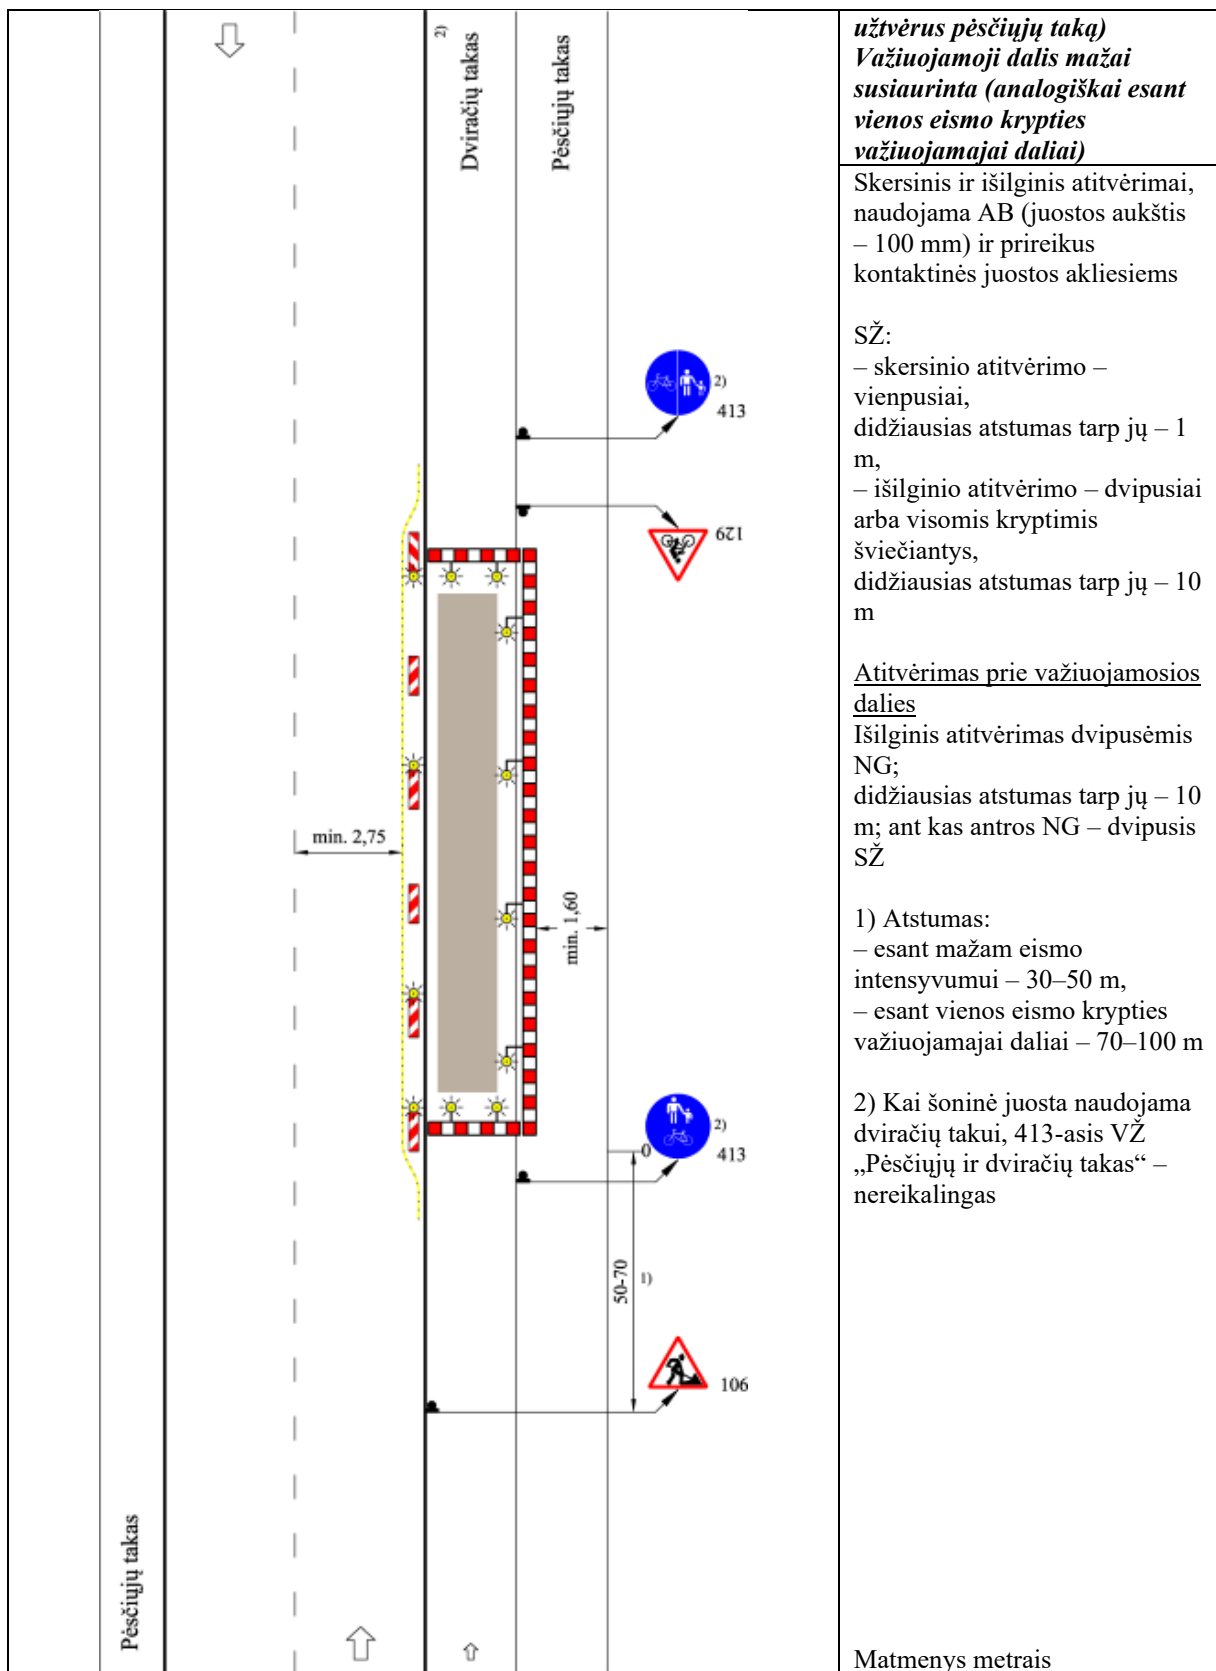 2)
Dviračių takas
Pėsčiųjų takas
2)
413
129
min. 2,75
min. 1,60
2)
0
413
50-70
1)
106
Pėsčiųjų takas
užtvėrus pėsčiųjų taką)
Važiuojamoji dalis mažai
susiaurinta (analogiškai esant
vienos eismo krypties
važiuojamajai daliai)
Skersinis ir išilginis atitvėrimai,
naudojama AB (juostos aukštis
– 100 mm) ir prireikus
kontaktinės juostos akliesiems
SŽ:
– skersinio atitvėrimo –
vienpusiai,
didžiausias atstumas tarp jų – 1
m,
– išilginio atitvėrimo – dvipusiai
arba visomis kryptimis
šviečiantys,
didžiausias atstumas tarp jų – 10
m
Atitvėrimas prie važiuojamosios
dalies
Išilginis atitvėrimas dvipusėmis
NG;
didžiausias atstumas tarp jų – 10
m; ant kas antros NG – dvipusis
SŽ
1) Atstumas:
– esant mažam eismo
intensyvumui – 30–50 m,
– esant vienos eismo krypties
važiuojamajai daliai – 70–100 m
2) Kai šoninė juosta naudojama
dviračių takui, 413-asis VŽ
„Pėsčiųjų ir dviračių takas“ –
nereikalingas
Matmenys metrais